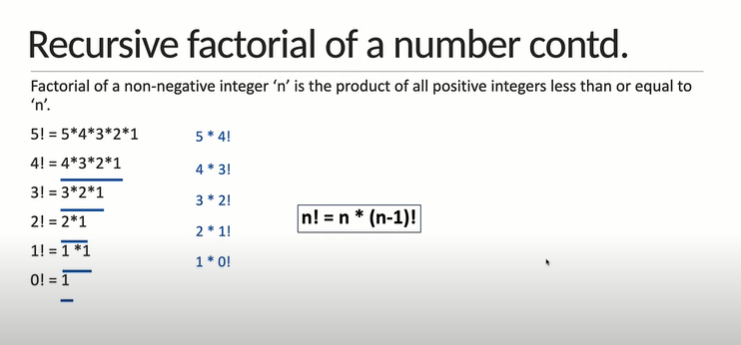 Recursive factorial of a number contd.
Factorial of a non-negative integer ‘n’ is the product of all positive integers less than or equal to
‘n’.
5! = 5*4*3*2*1
5 * 4!
4! = 4*3*2*1
4 * 3!
3! = 3*2*1
3 * 2!
2! = 2*1
n! = n * (n-1)!
2 * 1!
1! = 1 *1
1 * 0!
0! = 1